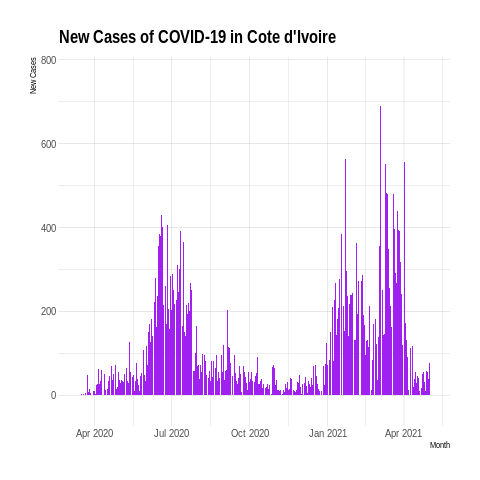 New Cases of COVID-19 in Cote d'Ivoire
New Cases
800
600
400
200
0
Apr 2020 Jul 2020 Oct 2020 Jan 2021 Apr 2021
Month